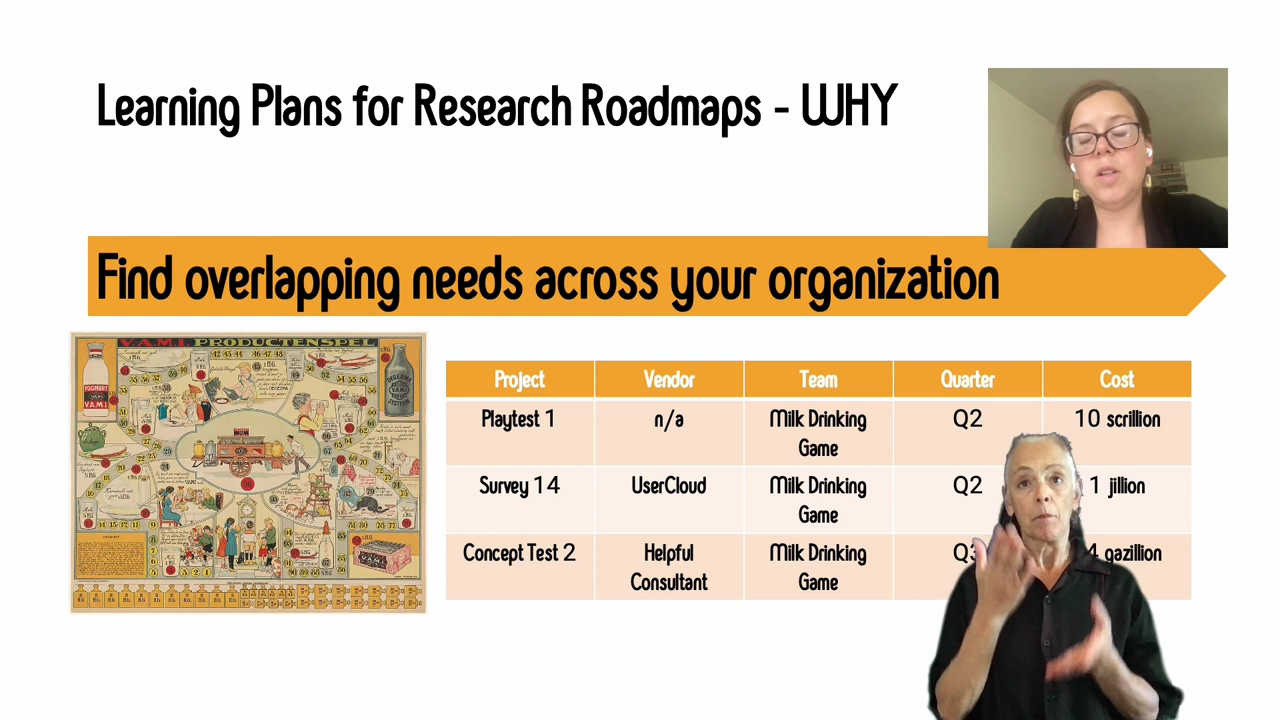 Learning Plans for Research Roadmaps - WHY
Find overlapping needs across your organization
V.A.M.I. PRODUCTENSPEL
YOGHURT
VAMI
Project Vendor Team Quarter Cost
Playtest 1 n/a Milk Drinking Game Q2 10 scrillion
Survey 14 UserCloud Milk Drinking Game Q2 1 jillion
Concept Test 2 Helpful Consultant Milk Drinking Game gazillion